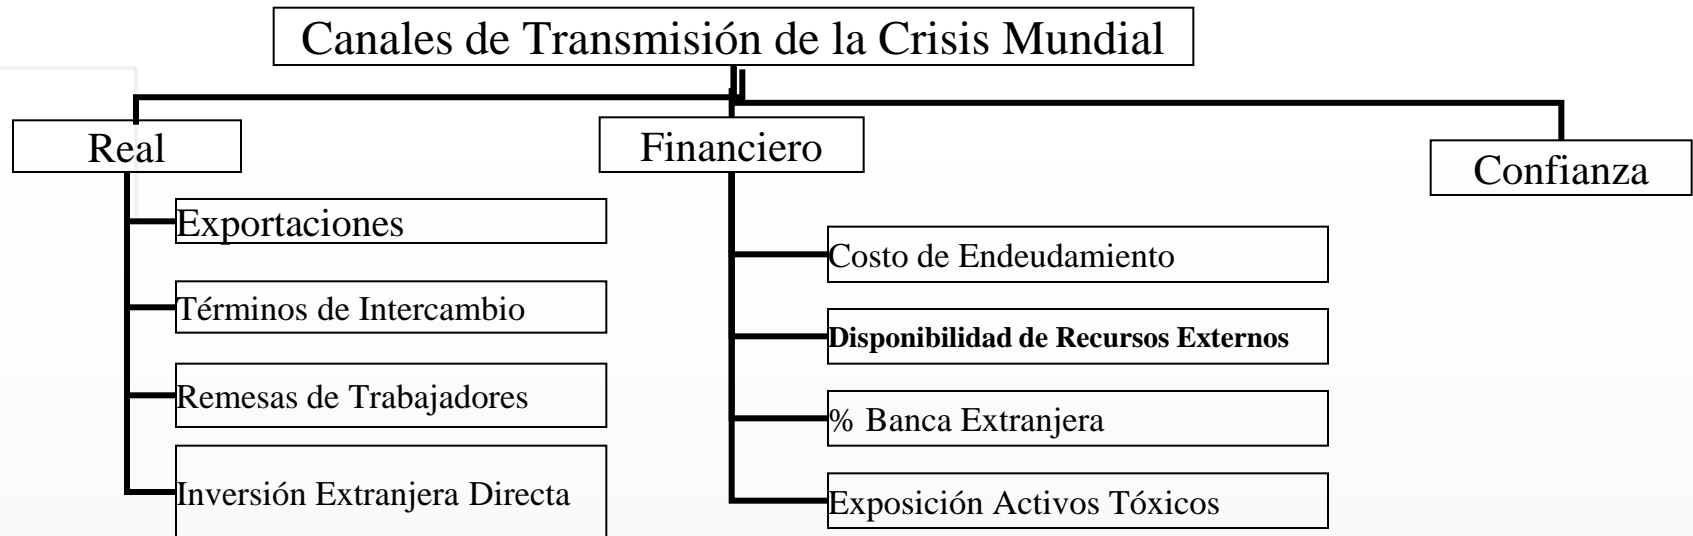 Canales de Transmisión de la Crisis Mundial
Real
Exportaciones
Términos de Intercambio
Remesas de Trabajadores
Inversión Extranjera Directa
Financiero
Costo de Endeudamiento
Disponibilidad de Recursos Externos
% Banca Extranjera
Exposición Activos Tóxicos
Confianza